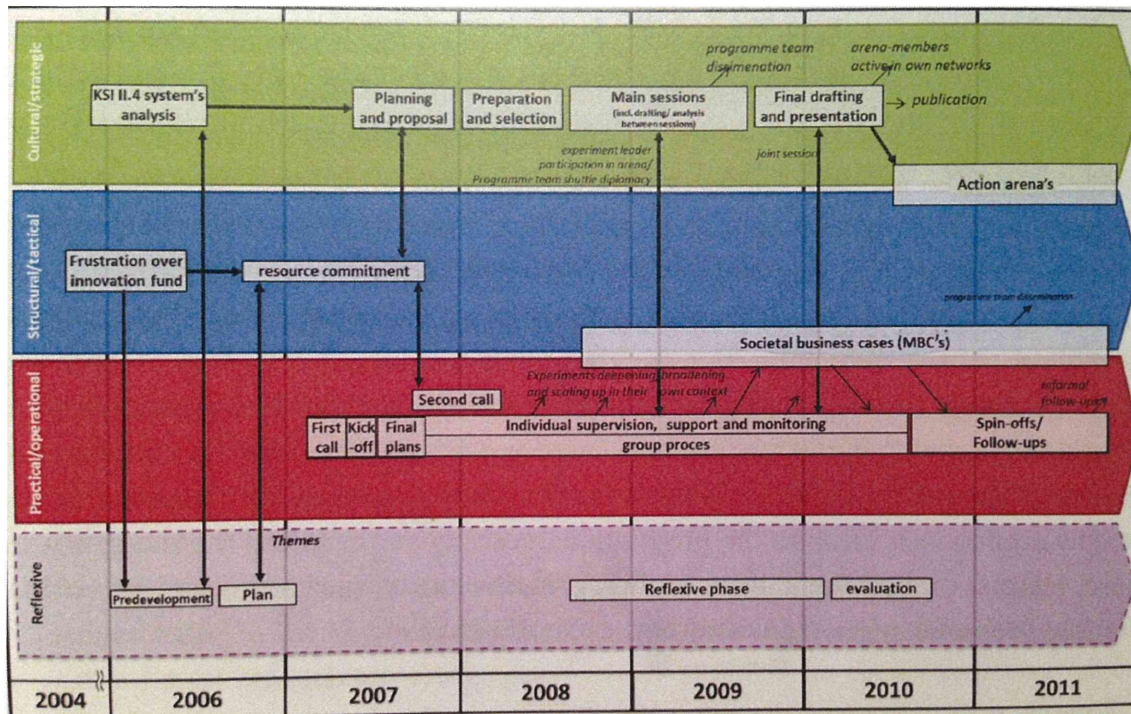 Cultural/strategic
KSI II.4 system's
analysis
Planning
and proposal
Preparation
and selection
Main sessions
(incl. drafting/ analysis
between sessions)
programme team
dissimenation
Final drafting
and presentation
arena-members
active in own networks
publication
experiment leader
participation in arena/
Programme team shuttle diplomacy
joint session
Action arena's
Structural/tactical
Frustration over
innovation fund
resource commitment
programme team dissemination
Societal business cases (MBC's)
Practical/operational
Experiments deepening, broadening
and scaling up in their own context
Second call
First
call
Kick
-off
Final
plans
Individual supervision, support and monitoring
group proces
informal
follow-ups
Spin-offs/
Follow-ups
Reflexive
Themes
Predevelopment
Plan
Reflexive phase
evaluation
2004
2006
2007
2008
2009
2010
2011